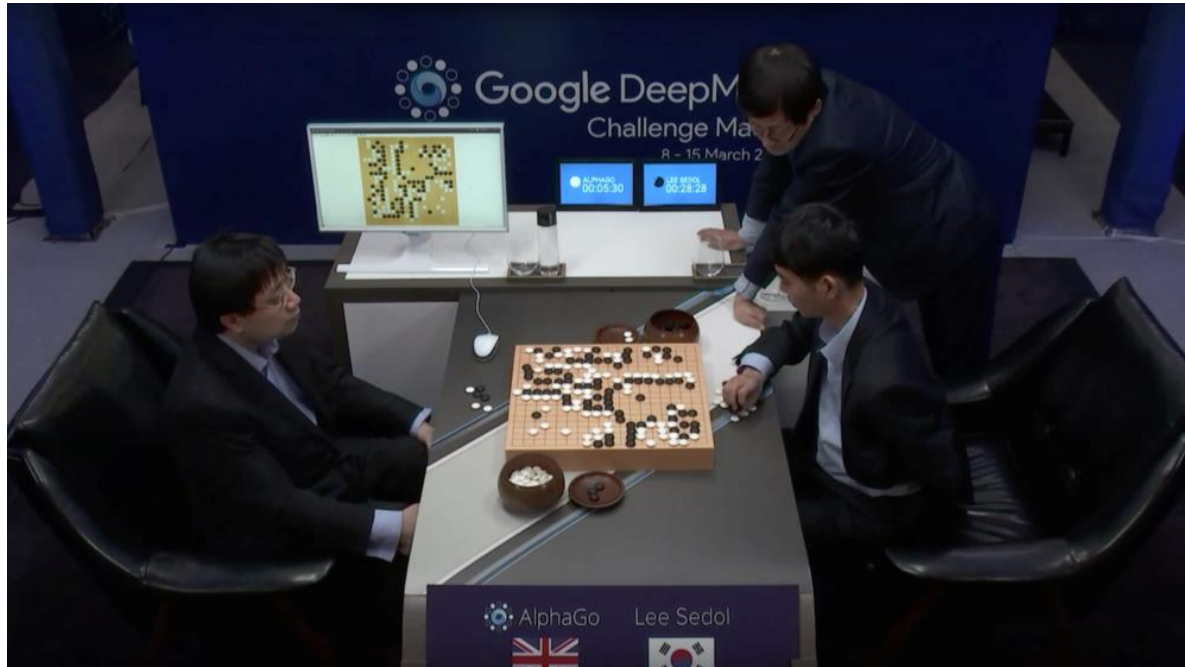 Google DeepM
Challenge Ma
8 - 15 March 2
ALPHAGO
00:05:30
LEE SEDOL
00:28:28
AlphaGo
Lee Sedol